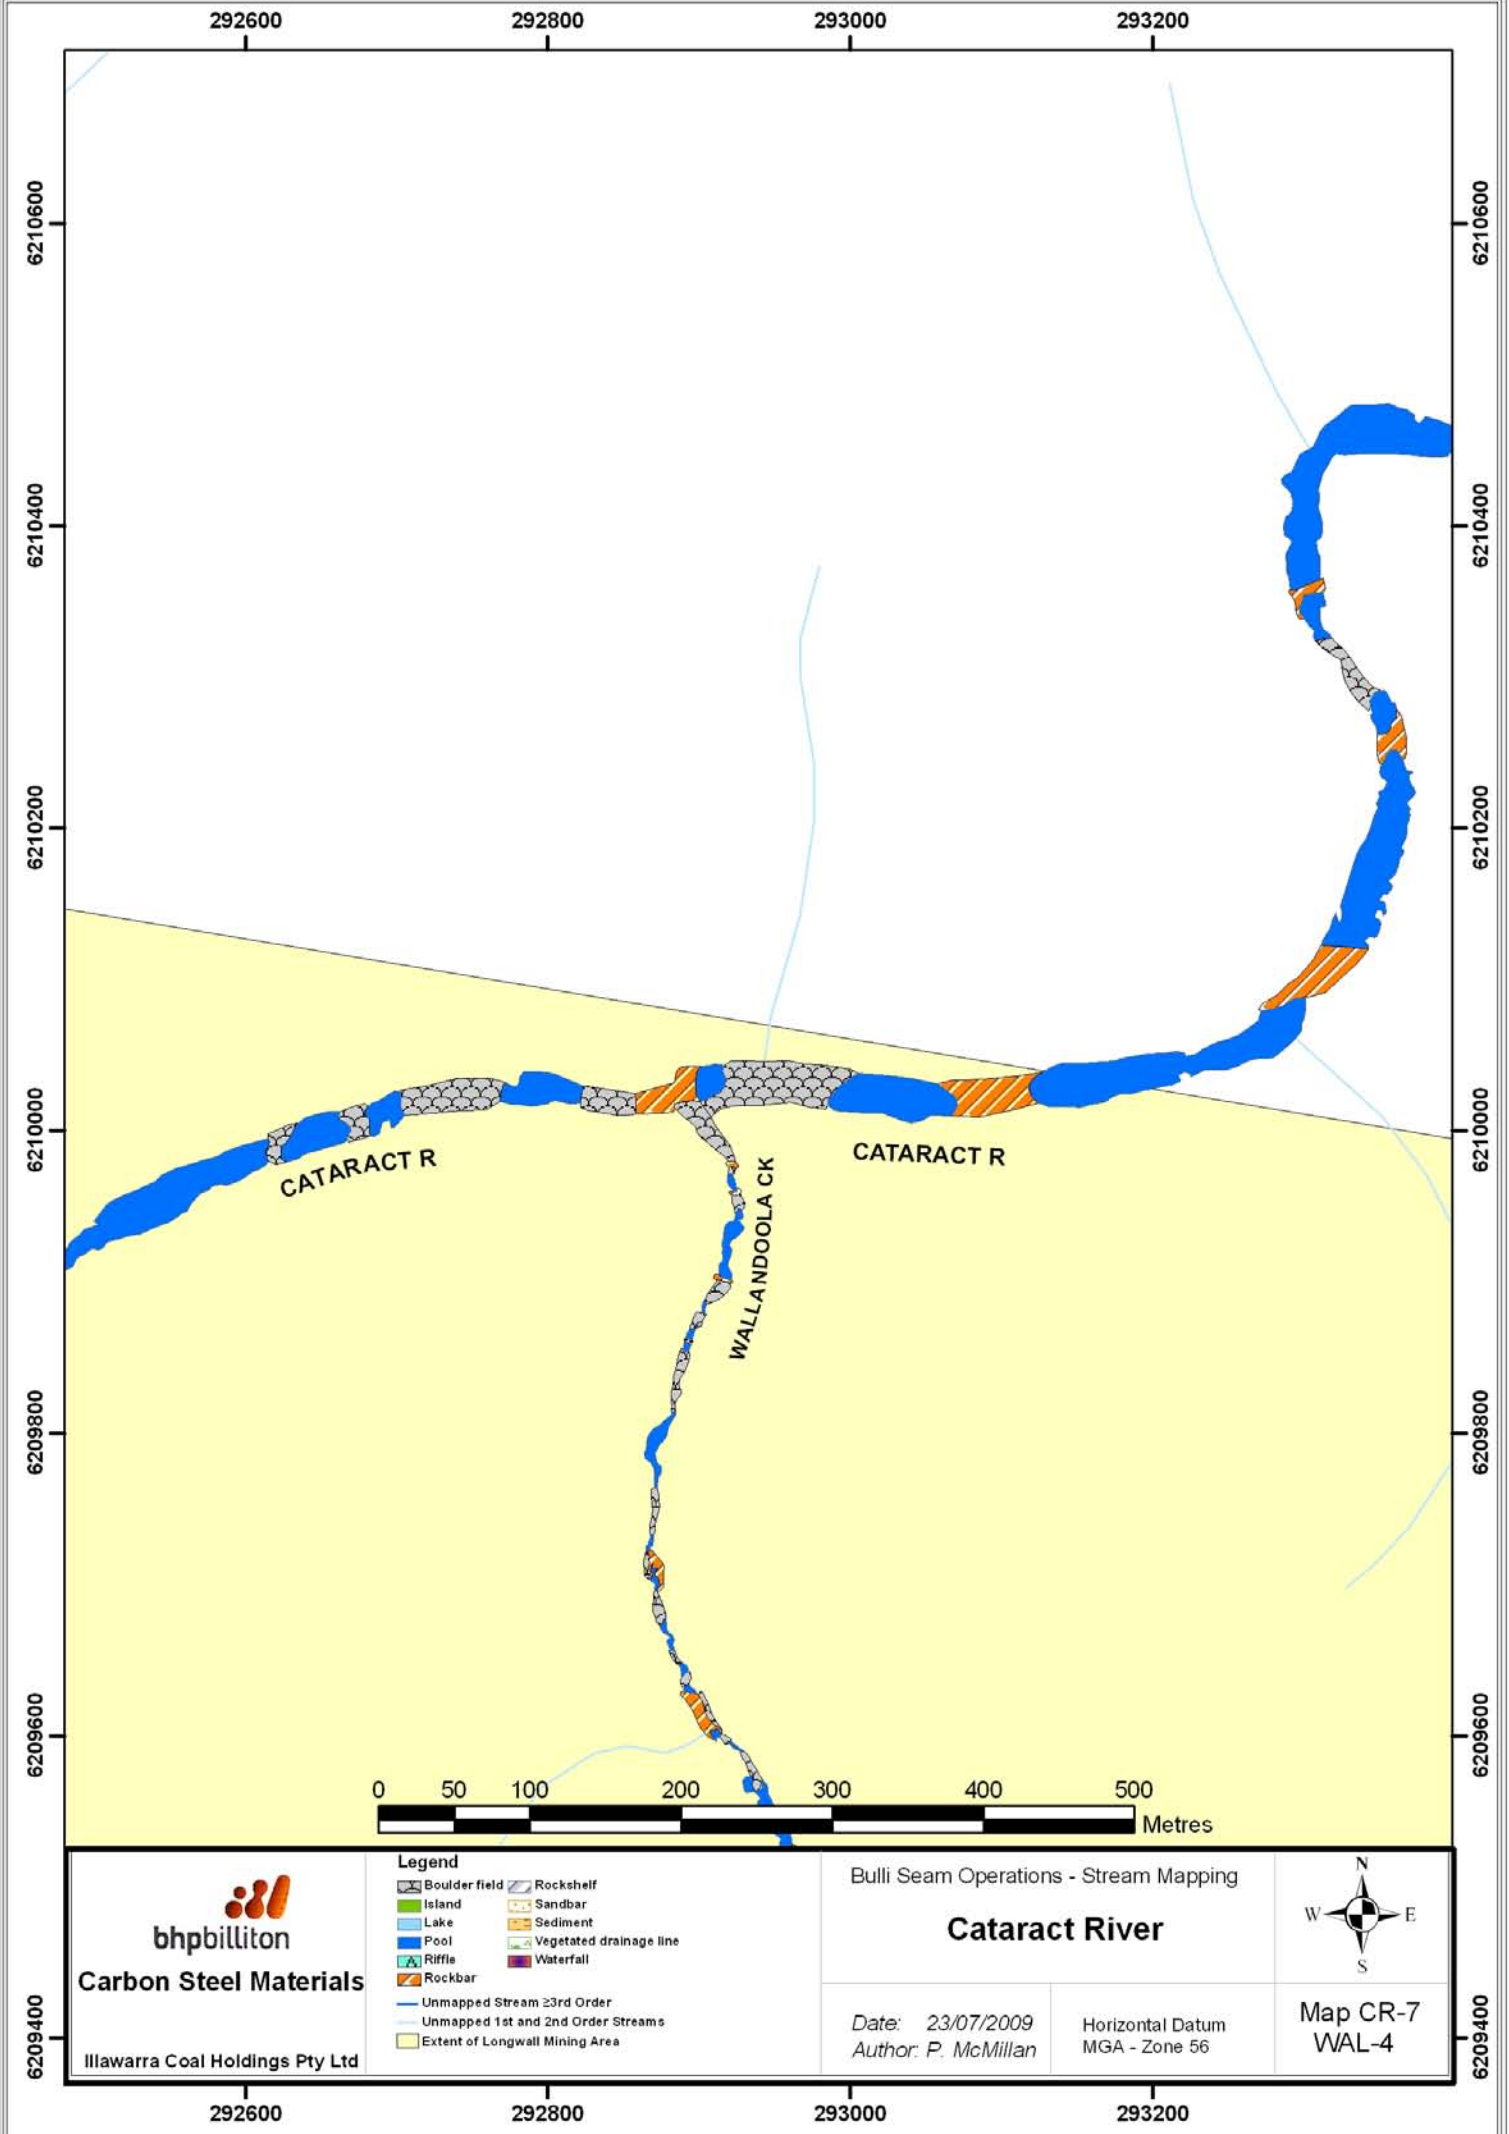 292600 292800 293000 293200
6210600 6210600
6210400 6210400
6210200 6210200
6210000 6210000
CATARACT R
CATARACT R
WALLANDOOLA CK
6209800 6209800
6209600 6209600
0 50 100 200 300 400 500
Metres
bhpbilliton
Carbon Steel Materials
Illawarra Coal Holdings Pty Ltd
Legend
Boulder field Rockshelf
Island Sandbar
Lake Sediment
Pool Vegetated drainage line
Riffle Waterfall
Rockbar
Unmapped Stream ≥3rd Order
Unmapped 1st and 2nd Order Streams
Extent of Longwall Mining Area
Bulli Seam Operations - Stream Mapping
Cataract River
Date: 23/07/2009
Author: P. McMillan
Horizontal Datum
MGA - Zone 56
N
W E
S
Map CR-7
WAL-4
6209400 6209400
292600 292800 293000 293200